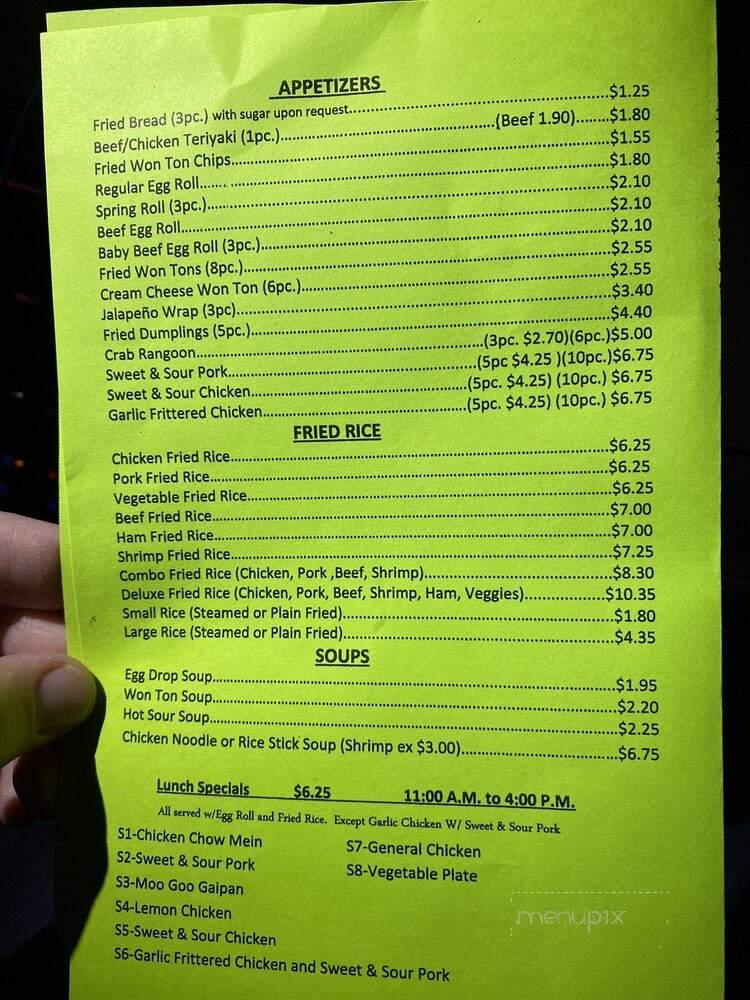 APPETIZERS
Fried Bread (3pc.) with sugar upon request.......................................$1.25
Beef/Chicken Teriyaki (1pc.)...................................(Beef 1.90).......$1.80
Fried Won Ton Chips...............................................................$1.55
Regular Egg Roll......................................................................$1.80
Spring Roll (3pc.).....................................................................$2.10
Beef Egg Roll..........................................................................$2.10
Baby Beef Egg Roll (3pc.)........................................................$2.10
Fried Won Tons (8pc.).............................................................$2.55
Cream Cheese Won Ton (6pc.)................................................$2.55
Jalapeño Wrap (3pc)...............................................................$3.40
Fried Dumplings (5pc.)............................................................$4.40
Crab Rangoon................................................(3pc. $2.70)(6pc.)$5.00
Sweet & Sour Pork........................................(5pc $4.25 )(10pc.)$6.75
Sweet & Sour Chicken...................................(5pc. $4.25) (10pc.) $6.75
Garlic Frittered Chicken.................................(5pc. $4.25) (10pc.) $6.75
FRIED RICE
Chicken Fried Rice..................................................................$6.25
Pork Fried Rice.......................................................................$6.25
Vegetable Fried Rice...............................................................$6.25
Beef Fried Rice.......................................................................$7.00
Ham Fried Rice.......................................................................$7.00
Shrimp Fried Rice....................................................................$7.25
Combo Fried Rice (Chicken, Pork ,Beef, Shrimp)................................$8.30
Deluxe Fried Rice (Chicken, Pork, Beef, Shrimp, Ham, Veggies)..............$10.35
Small Rice (Steamed or Plain Fried)..............................................$1.80
Large Rice (Steamed or Plain Fried)..............................................$4.35
SOUPS
Egg Drop Soup.......................................................................$1.95
Won Ton Soup.......................................................................$2.20
Hot Sour Soup.......................................................................$2.25
Chicken Noodle or Rice Stick Soup (Shrimp ex $3.00)........................$6.75
Lunch Specials $6.25 11:00 A.M. to 4:00 P.M.
All served w/Egg Roll and Fried Rice. Except Garlic Chicken W/ Sweet & Sour Pork
S1-Chicken Chow Mein
S2-Sweet & Sour Pork
S3-Moo Goo Gaipan
S4-Lemon Chicken
S5-Sweet & Sour Chicken
S6-Garlic Frittered Chicken and Sweet & Sour Pork
S7-General Chicken
S8-Vegetable Plate
menupix